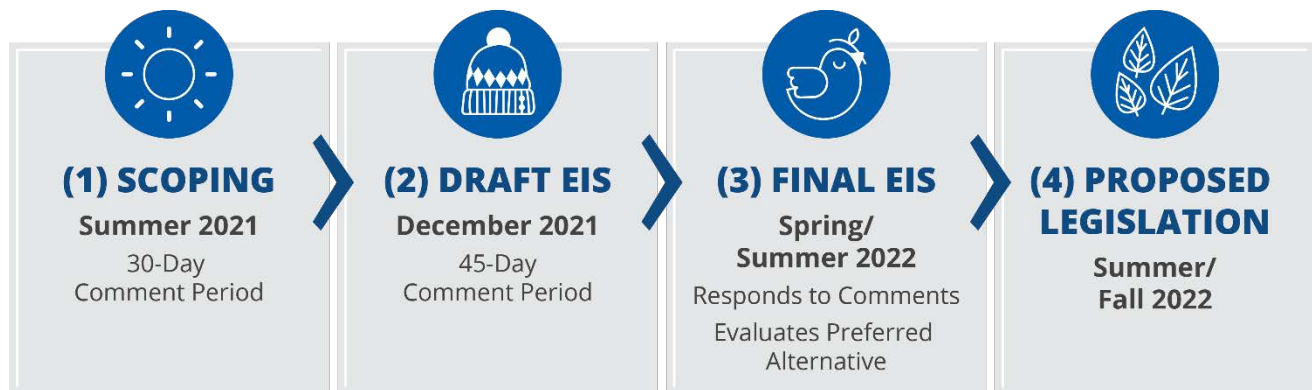 (1) SCOPING
Summer 2021
30-Day
Comment Period
(2) DRAFT EIS
December 2021
45-Day
Comment Period
(3) FINAL EIS
Spring/
Summer 2022
Responds to Comments
Evaluates Preferred
Alternative
(4) PROPOSED
LEGISLATION
Summer/
Fall 2022